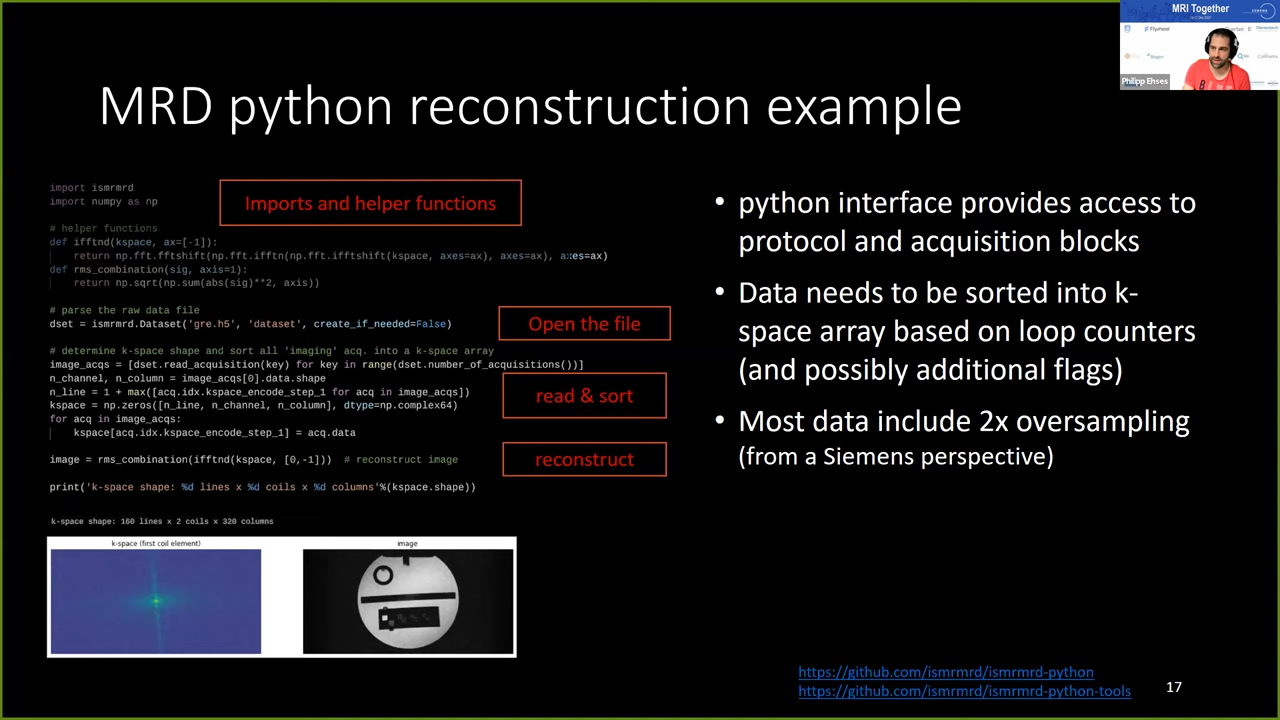 MRI Together
Flywheel
Philipp Ehses
MRD python reconstruction example
import ismrmrd
import numpy as np
Imports and helper functions
# helper functions
def ifftnd(kspace, ax=[-1]):
return np.fft.fftshift(np.fft.ifftn(np.fft.ifftshift(kspace, axes=ax), axes=ax), axes=ax)
def rms_combination(sig, axis=1):
return np.sqrt(np.sum(abs(sig)**2, axis))
# parse the raw data file
dset = ismrmrd.Dataset('gre.h5', 'dataset', create_if_needed=False)
Open the file
# determine k-space shape and sort all 'imaging' acq. into a k-space array
image_acqs = [dset.read_acquisition(key) for key in range(dset.number_of_acquisitions())]
n_channel, n_column = image_acqs[0].data.shape
n_line = 1 + max([acq.idx.kspace_encode_step_1 for acq in image_acqs])
kspace = np.zeros([n_line, n_channel, n_column], dtype=np.complex64)
for acq in image_acqs:
kspace[acq.idx.kspace_encode_step_1] = acq.data
read & sort
image = rms_combination(ifftnd(kspace, [0,-1])) # reconstruct image
reconstruct
print('k-space shape: %d lines x %d coils x %d columns'%(kspace.shape))
k-space shape: 160 lines x 2 coils x 320 columns
k-space (first coil element)
image
• python interface provides access to
protocol and acquisition blocks
• Data needs to be sorted into k-
space array based on loop counters
(and possibly additional flags)
• Most data include 2x oversampling
(from a Siemens perspective)
https://github.com/ismrmrd/ismrmrd-python
https://github.com/ismrmrd/ismrmrd-python-tools
17